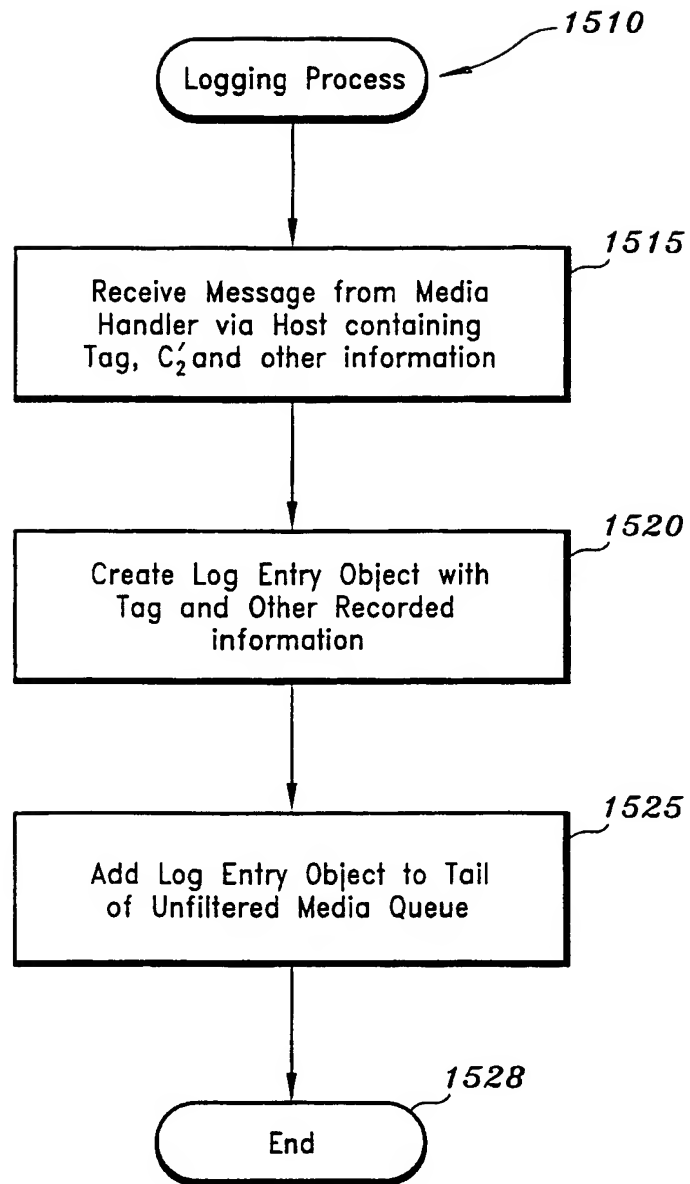 1510
Logging Process
1515
Receive Message from Media
Handler via Host containing
Tag, C₂′ and other information
1520
Create Log Entry Object with
Tag and Other Recorded
information
1525
Add Log Entry Object to Tail
of Unfiltered Media Queue
1528
End